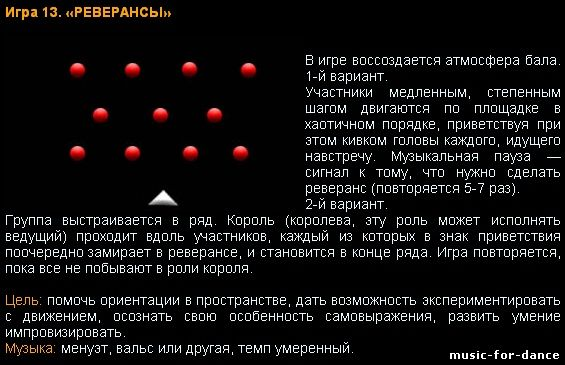 Игра 13. «РЕВЕРАНСЫ»
В игре воссоздается атмосфера бала.
1-й вариант.
Участники медленным, степенным
шагом двигаются по площадке в
хаотичном порядке, приветствуя при
этом кивком головы каждого, идущего
навстречу. Музыкальная пауза —
сигнал к тому, что нужно сделать
реверанс (повторяется 5-7 раз).
2-й вариант.
Группа выстраивается в ряд. Король (королева, эту роль может исполнять
ведущий) проходит вдоль участников, каждый из которых в знак приветствия
поочередно замирает в реверансе, и становится в конце ряда. Игра повторяется,
пока все не побывают в роли короля.
Цель: помочь ориентации в пространстве, дать возможность экспериментировать
с движением, осознать свою особенность самовыражения, развить умение
импровизировать.
Музыка: менуэт, вальс или другая, темп умеренный.
music-for-dance